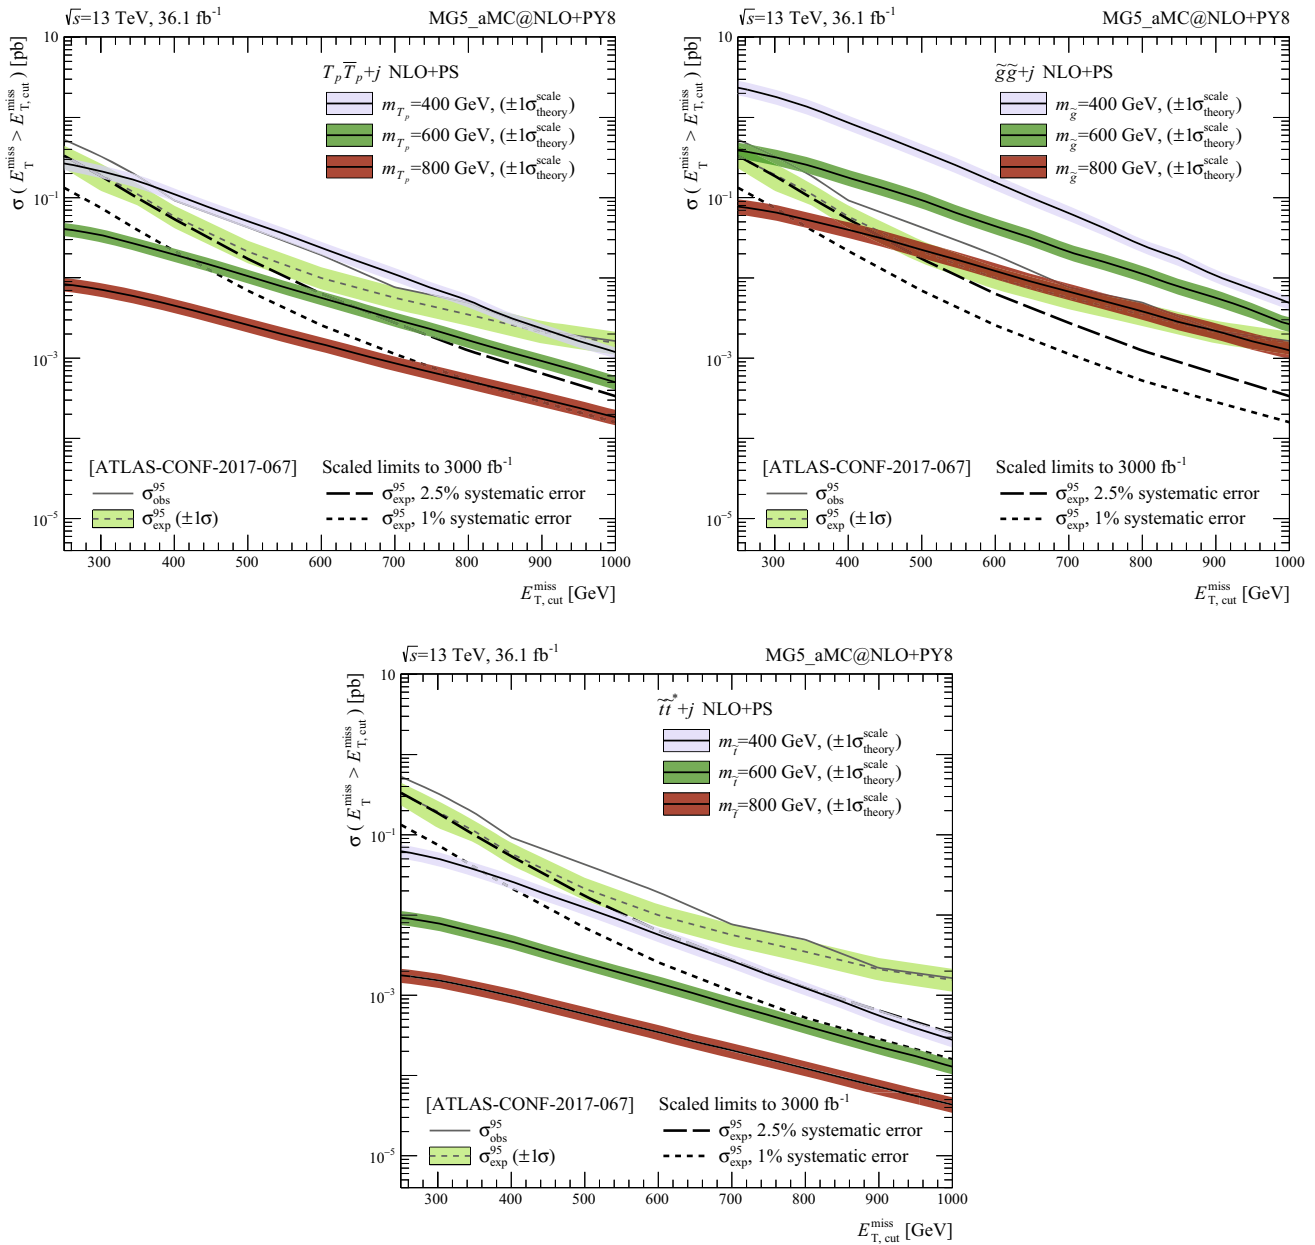 √s=13 TeV, 36.1 fb⁻¹ MG5_aMC@NLO+PY8
σ ( E_T^miss > E_T, cut^miss ) [pb]
10
10⁻¹
10⁻³
10⁻⁵
T_p T̅_p+j NLO+PS
m_T_p=400 GeV, (±1σ_theory^scale)
m_T_p=600 GeV, (±1σ_theory^scale)
m_T_p=800 GeV, (±1σ_theory^scale)
[ATLAS-CONF-2017-067] Scaled limits to 3000 fb⁻¹
σ_obs^95 σ_exp^95, 2.5% systematic error
σ_exp^95 (±1σ) σ_exp^95, 1% systematic error
300 400 500 600 700 800 900 1000
E_T, cut^miss [GeV]
√s=13 TeV, 36.1 fb⁻¹ MG5_aMC@NLO+PY8
σ ( E_T^miss > E_T, cut^miss ) [pb]
10
10⁻¹
10⁻³
10⁻⁵
g̃g̃+j NLO+PS
m_g̃=400 GeV, (±1σ_theory^scale)
m_g̃=600 GeV, (±1σ_theory^scale)
m_g̃=800 GeV, (±1σ_theory^scale)
[ATLAS-CONF-2017-067] Scaled limits to 3000 fb⁻¹
σ_obs^95 σ_exp^95, 2.5% systematic error
σ_exp^95 (±1σ) σ_exp^95, 1% systematic error
300 400 500 600 700 800 900 1000
E_T, cut^miss [GeV]
√s=13 TeV, 36.1 fb⁻¹ MG5_aMC@NLO+PY8
σ ( E_T^miss > E_T, cut^miss ) [pb]
10
10⁻¹
10⁻³
10⁻⁵
t̃t̃*+j NLO+PS
m_t̃=400 GeV, (±1σ_theory^scale)
m_t̃=600 GeV, (±1σ_theory^scale)
m_t̃=800 GeV, (±1σ_theory^scale)
[ATLAS-CONF-2017-067] Scaled limits to 3000 fb⁻¹
σ_obs^95 σ_exp^95, 2.5% systematic error
σ_exp^95 (±1σ) σ_exp^95, 1% systematic error
300 400 500 600 700 800 900 1000
E_T, cut^miss [GeV]